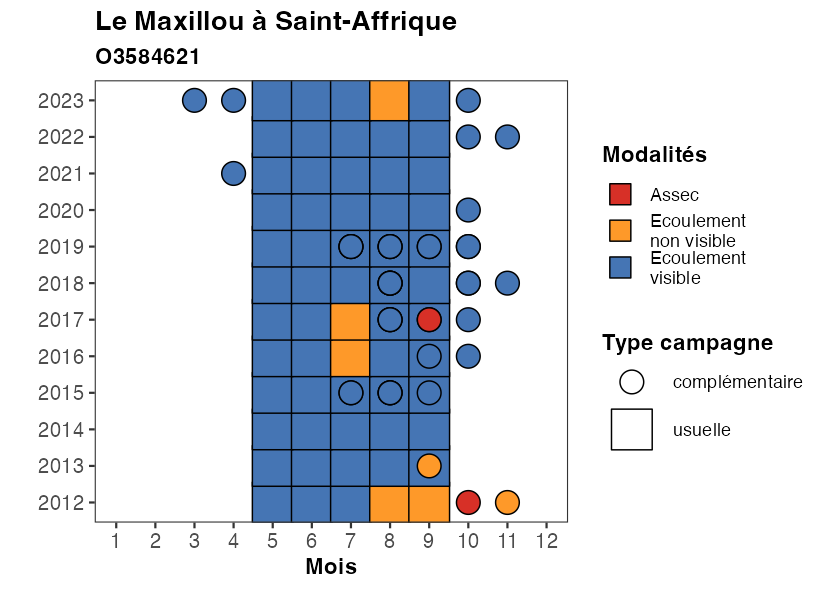 Le Maxillou à Saint-Affrique
O3584621
2023
2022
2021
2020
2019
2018
2017
2016
2015
2014
2013
2012
1 2 3 4 5 6 7 8 9 10 11 12
Mois
Modalités
Assec
Ecoulement
non visible
Ecoulement
visible
Type campagne
complémentaire
usuelle